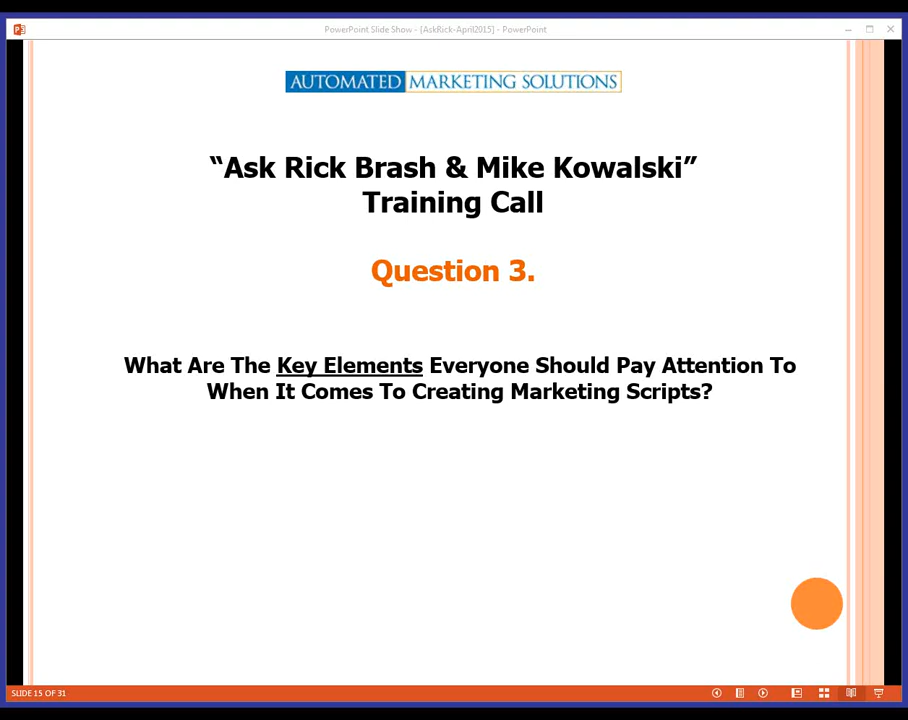 PowerPoint Slide Show - [AskRick-April2015] - PowerPoint
AUTOMATED MARKETING SOLUTIONS
“Ask Rick Brash & Mike Kowalski”
Training Call
Question 3.
What Are The Key Elements Everyone Should Pay Attention To
When It Comes To Creating Marketing Scripts?
SLIDE 15 OF 31